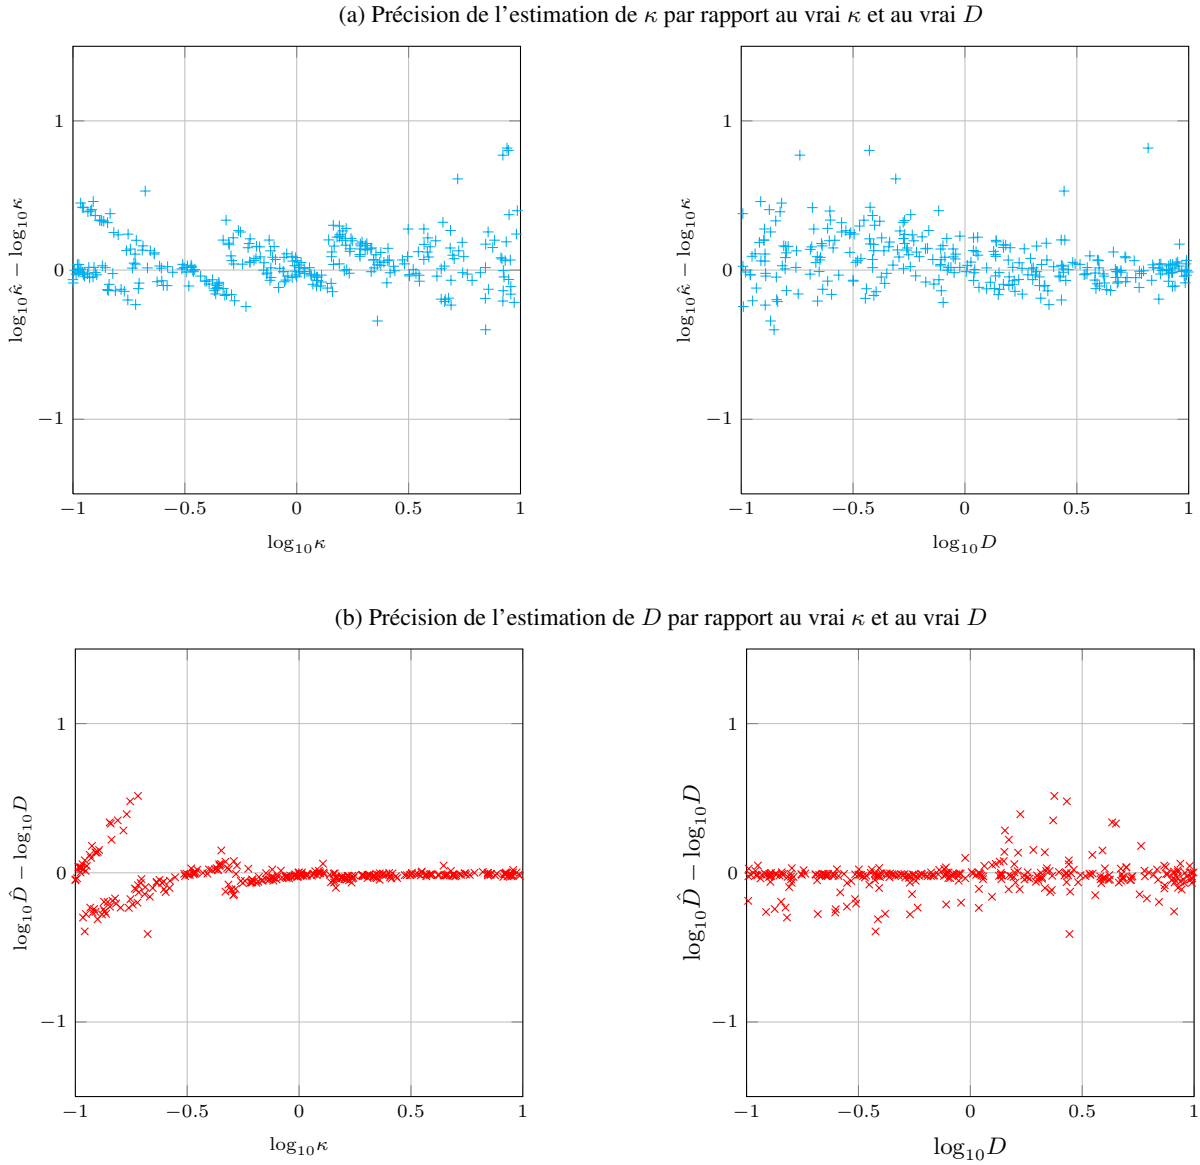 (a) Précision de l'estimation de κ par rapport au vrai κ et au vrai D
1
0
−1
log₁₀κ̂ − log₁₀κ
−1 −0.5 0 0.5 1
log₁₀κ
1
0
−1
log₁₀κ̂ − log₁₀κ
−1 −0.5 0 0.5 1
log₁₀D
(b) Précision de l'estimation de D par rapport au vrai κ et au vrai D
1
0
−1
log₁₀D̂ − log₁₀D
−1 −0.5 0 0.5 1
log₁₀κ
1
0
−1
log₁₀D̂ − log₁₀D
−1 −0.5 0 0.5 1
log₁₀D